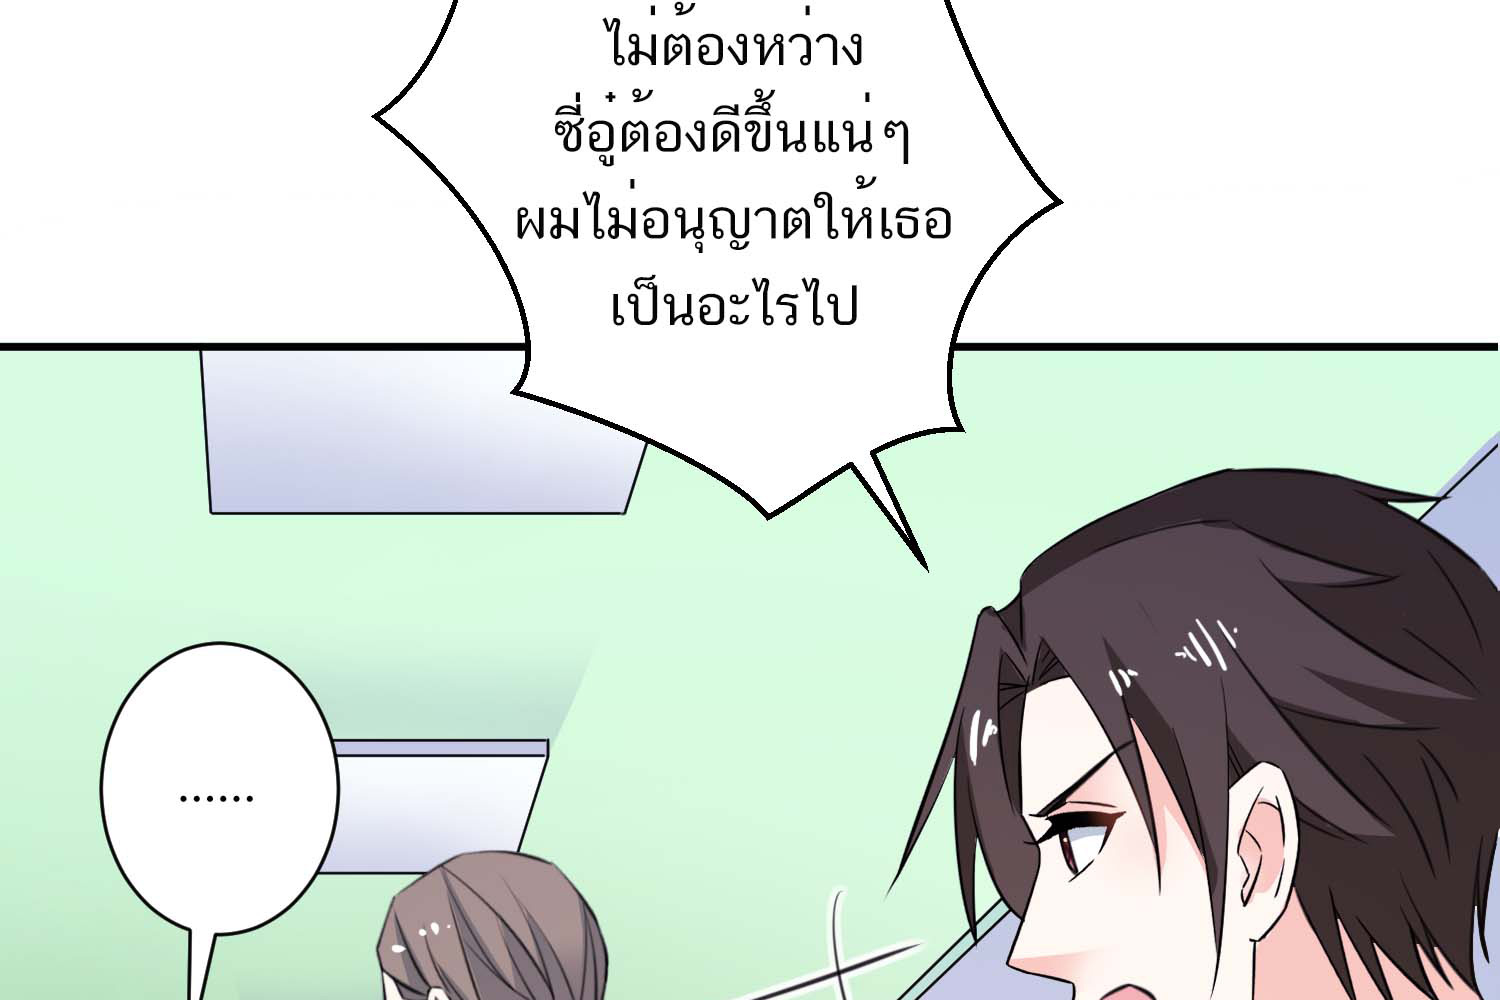 ไม่ต้องหว่าง
ซี่อู๋ต้องดีขึ้นแน่ๆ
ผมไม่อนุญาตให้เธอ
เป็นอะไรไป
......